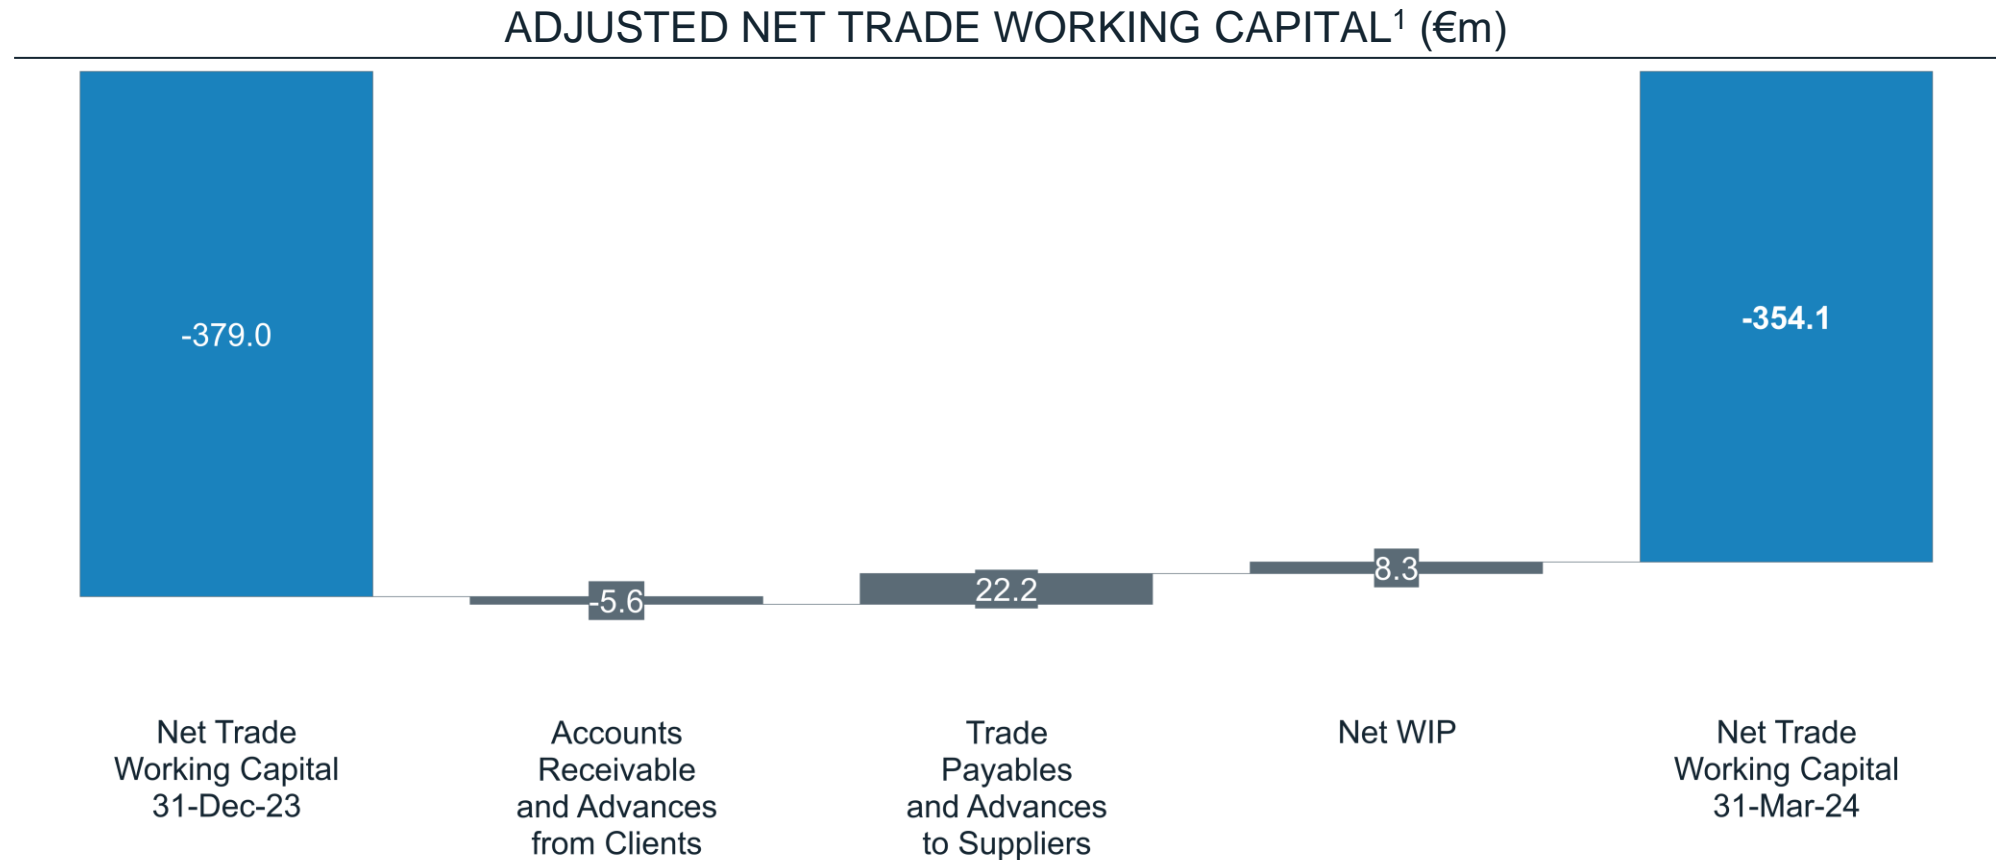 ADJUSTED NET TRADE WORKING CAPITAL¹ (€m)
-379.0
-5.6
22.2
8.3
-354.1
Net Trade
Working Capital
31-Dec-23
Accounts
Receivable
and Advances
from Clients
Trade
Payables
and Advances
to Suppliers
Net WIP
Net Trade
Working Capital
31-Mar-24